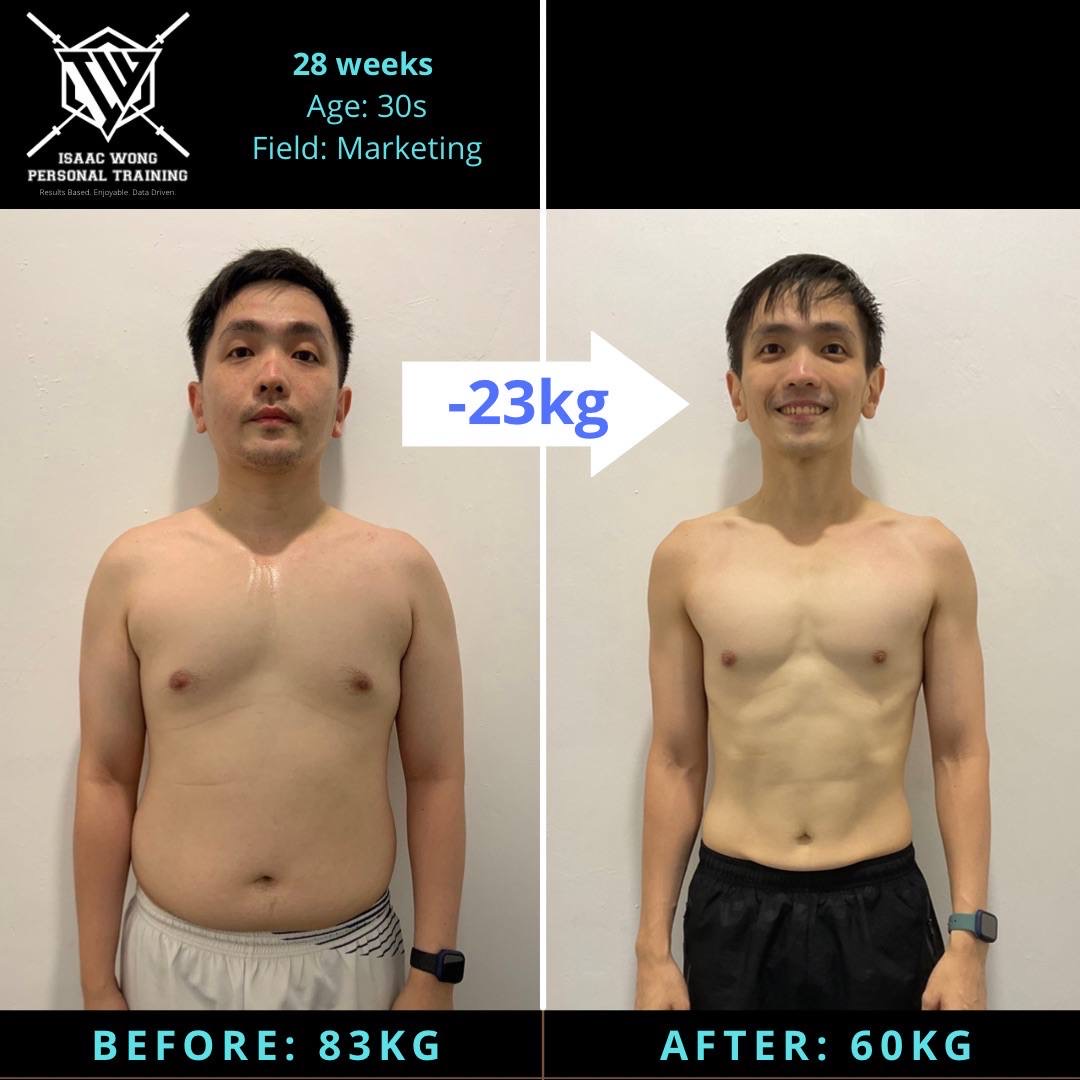 ISAAC WONG
PERSONAL TRAINING
Results Based. Enjoyable. Data Driven.
28 weeks
Age: 30s
Field: Marketing
-23kg
BEFORE: 83KG
AFTER: 60KG